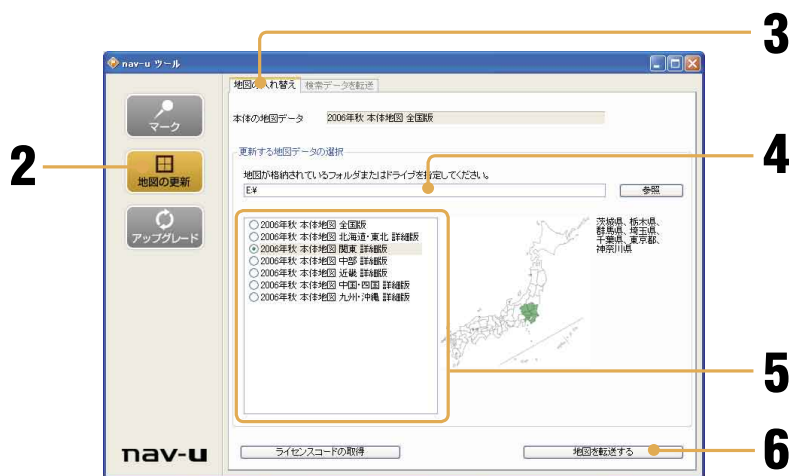 3
nav-u ツール
地図の入れ替え 検索データを転送
マーク
本体の地図データ 2006年秋 本体地図 全国版
2
地図の更新
更新する地図データの選択
4
地図が格納されているフォルダまたはドライブを指定してください。
E:¥ 参照
アップグレード
2006年秋 本体地図 全国版
2006年秋 本体地図 北海道・東北 詳細版
2006年秋 本体地図 関東 詳細版
2006年秋 本体地図 中部 詳細版
2006年秋 本体地図 近畿 詳細版
2006年秋 本体地図 中国・四国 詳細版
2006年秋 本体地図 九州・沖縄 詳細版
茨城県、栃木県、
群馬県、埼玉県、
千葉県、東京都、
神奈川県
5
nav-u
ライセンスコードの取得 地図を転送する
6